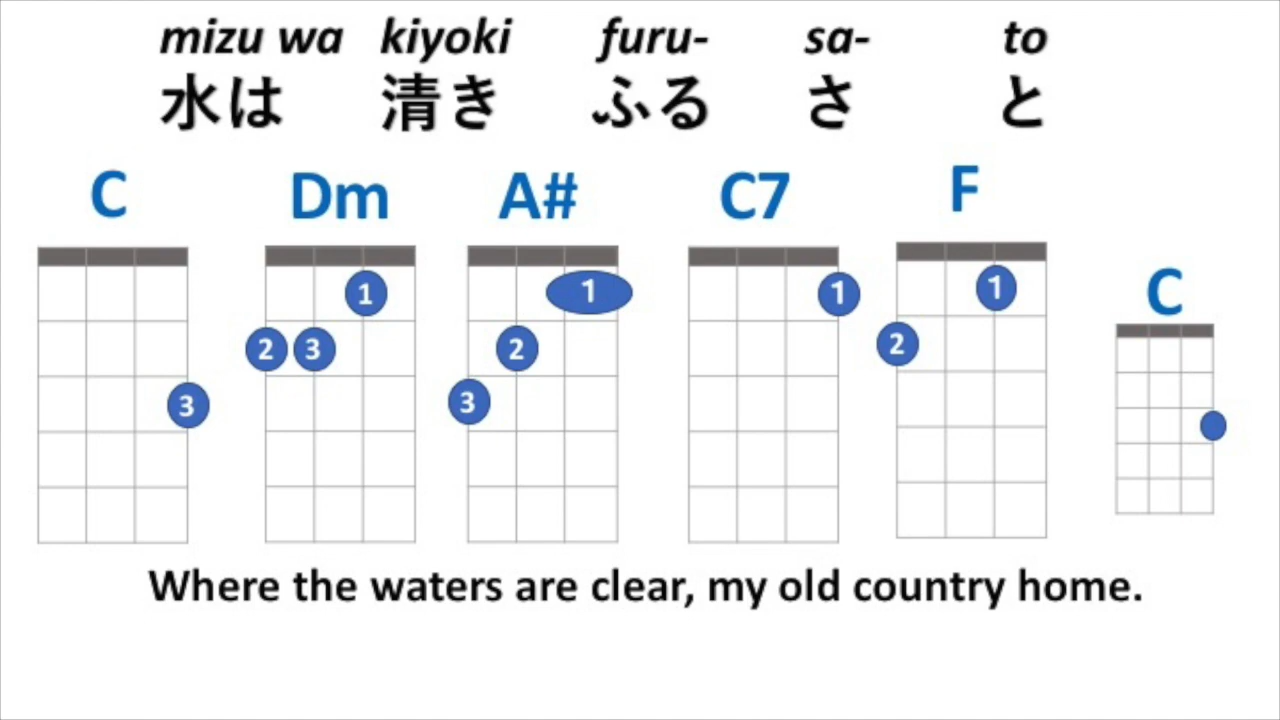 mizu wa kiyoki furu- sa- to
水は 清き ふる さ と
C Dm A# C7 F
C
1 1 1 1
2 3 2 2
3 3
Where the waters are clear, my old country home.